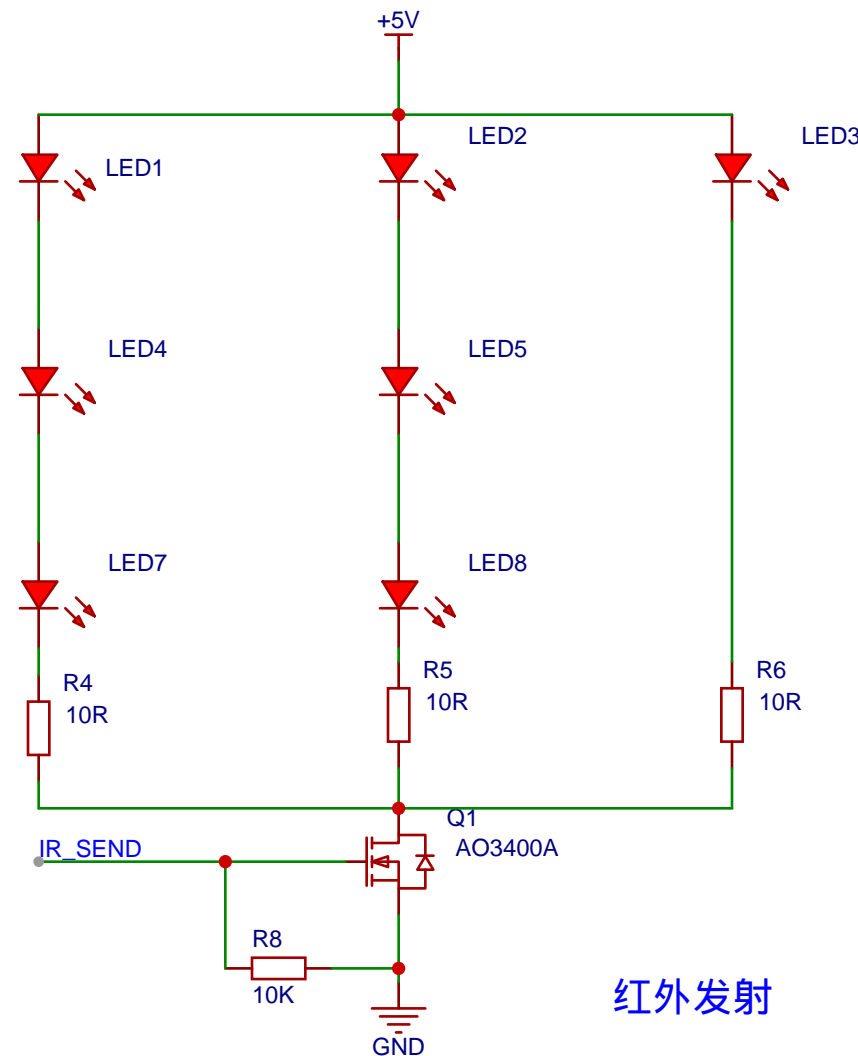 +5V
LED1
LED2
LED3
LED4
LED5
LED7
LED8
R4
10R
R5
10R
R6
10R
Q1
AO3400A
IR_SEND
R8
10K
红外发射
GND